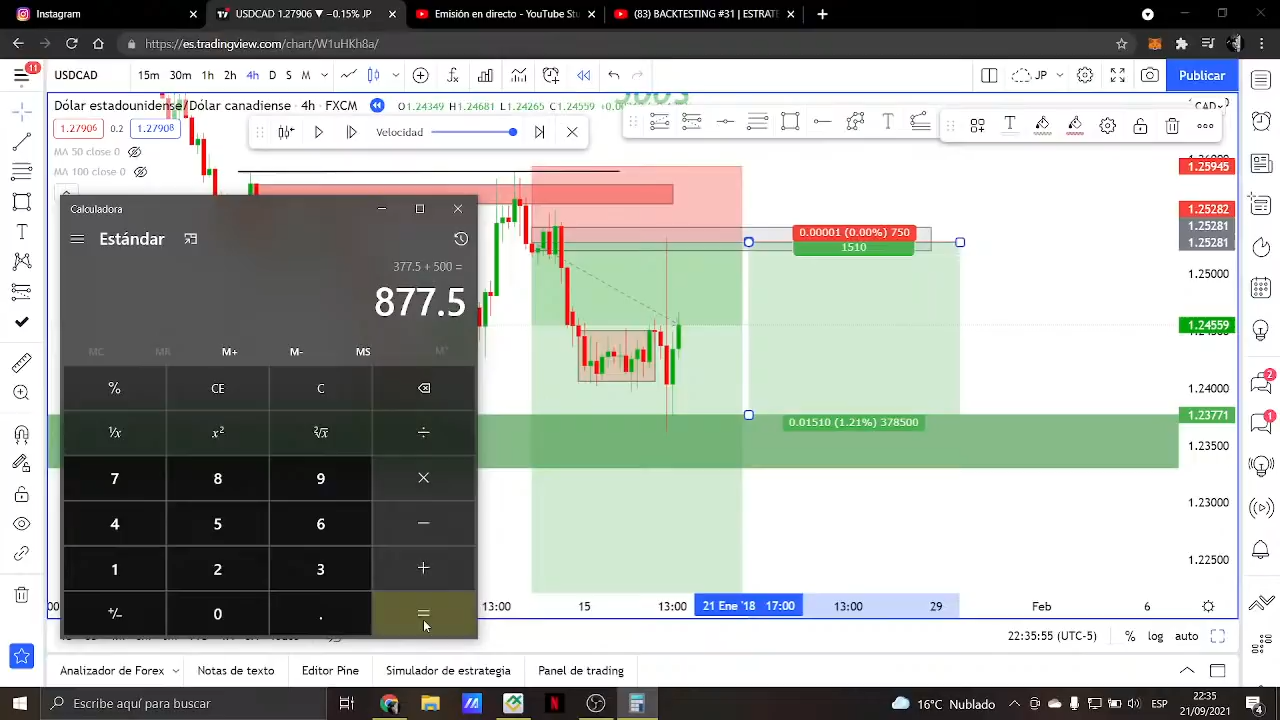 Instagram
USDCAD 1.27906 ▼ −0.15% JP
Emisión en directo - YouTube Stu
(83) BACKTESTING #31 | ESTRATE
https://es.tradingview.com/chart/W1uHKh8a/
11
USDCAD
15m 30m 1h 2h 4h D S M
JP
Publicar
Dólar estadounidense/Dólar canadiense · 4h · FXCM
O1.24349 H1.24681 L1.24265 C1.24559
1.27906 0.2 1.27908
Velocidad
MA 50 close 0
MA 100 close 0
1.25945
1.25282
1.25281
1.25281
1.25000
1.24559
1.24000
1.23771
1.23500
1.23000
1.22500
0.00001 (0.00%) 750
1510
0.01510 (1.21%) 378500
Calculadora
Estándar
377.5 + 500 =
877.5
MC MR M+ M- MS M˅
% CE C
¹/x x² ²√x ÷
7 8 9 ×
4 5 6 −
1 2 3 +
+/− 0 . =
2
1
13:00 15 13:00 21 Ene '18 17:00 13:00 29 Feb 6
22:35:55 (UTC-5) % log auto
Analizador de Forex Notas de texto Editor Pine Simulador de estrategia Panel de trading
Escribe aquí para buscar
16°C Nublado
ESP
22:35
21/09/2021